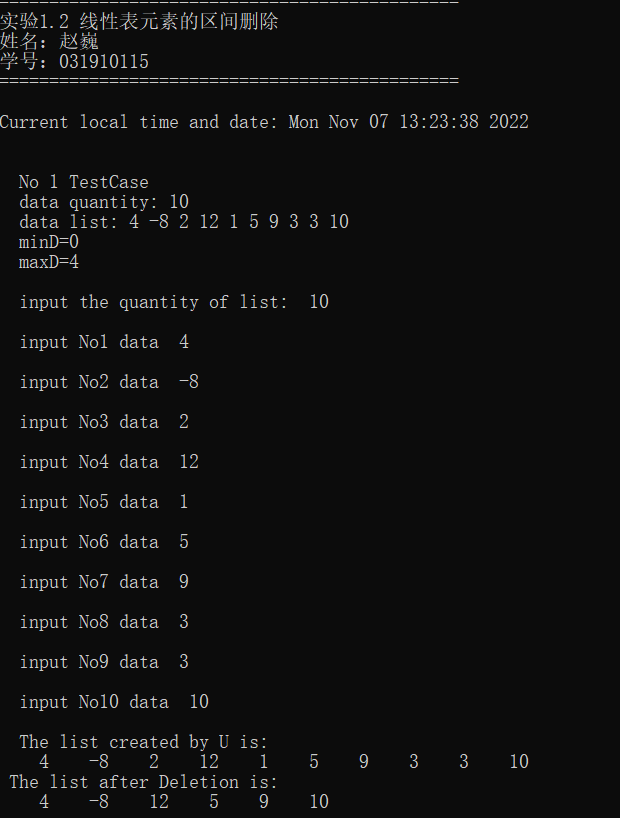 ==============================================
实验1.2 线性表元素的区间删除
姓名：赵巍
学号：031910115
==============================================
Current local time and date: Mon Nov 07 13:23:38 2022
No 1 TestCase
data quantity: 10
data list: 4 -8 2 12 1 5 9 3 3 10
minD=0
maxD=4
input the quantity of list:  10
input No1 data  4
input No2 data  -8
input No3 data  2
input No4 data  12
input No5 data  1
input No6 data  5
input No7 data  9
input No8 data  3
input No9 data  3
input No10 data  10
The list created by U is:
4    -8    2    12    1    5    9    3    3    10
The list after Deletion is:
4    -8    12    5    9    10